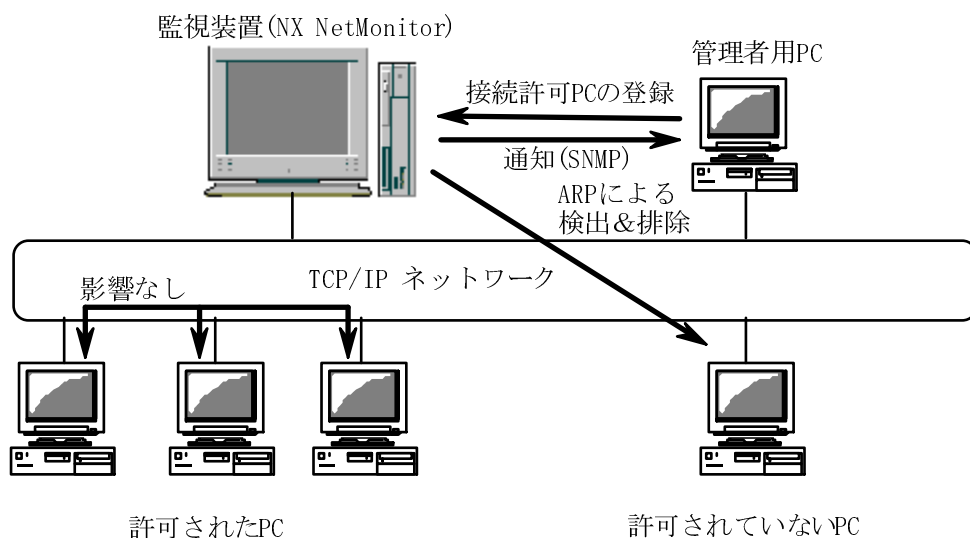 監視装置(NX NetMonitor)
管理者用PC
接続許可PCの登録
通知(SNMP)
ARPによる
検出&排除
TCP/IP ネットワーク
影響なし
許可されたPC
許可されていないPC